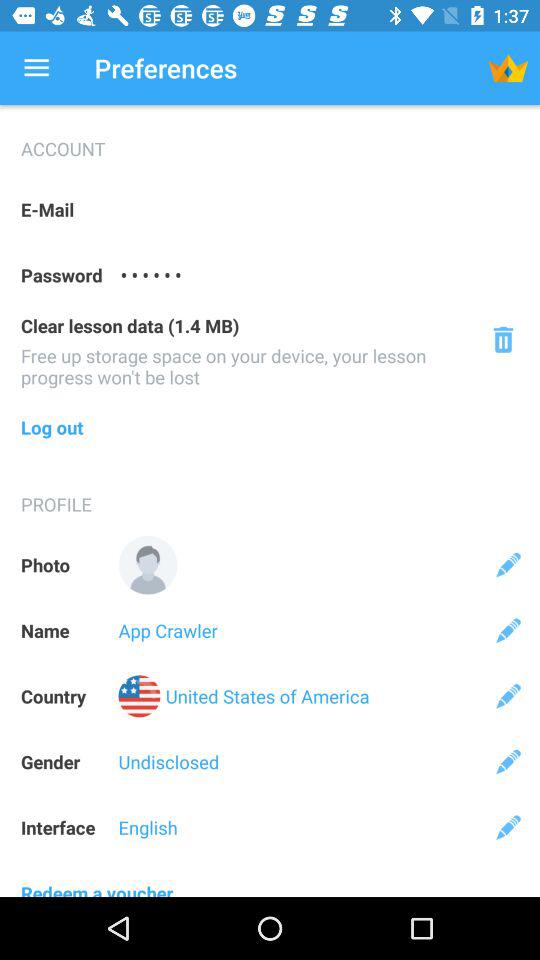 1:37
Preferences
ACCOUNT
E-Mail
Password ••••••
Clear lesson data (1.4 MB)
Free up storage space on your device, your lesson
progress won't be lost
Log out
PROFILE
Photo
Name App Crawler
Country United States of America
Gender Undisclosed
Interface English
Redeem a voucher